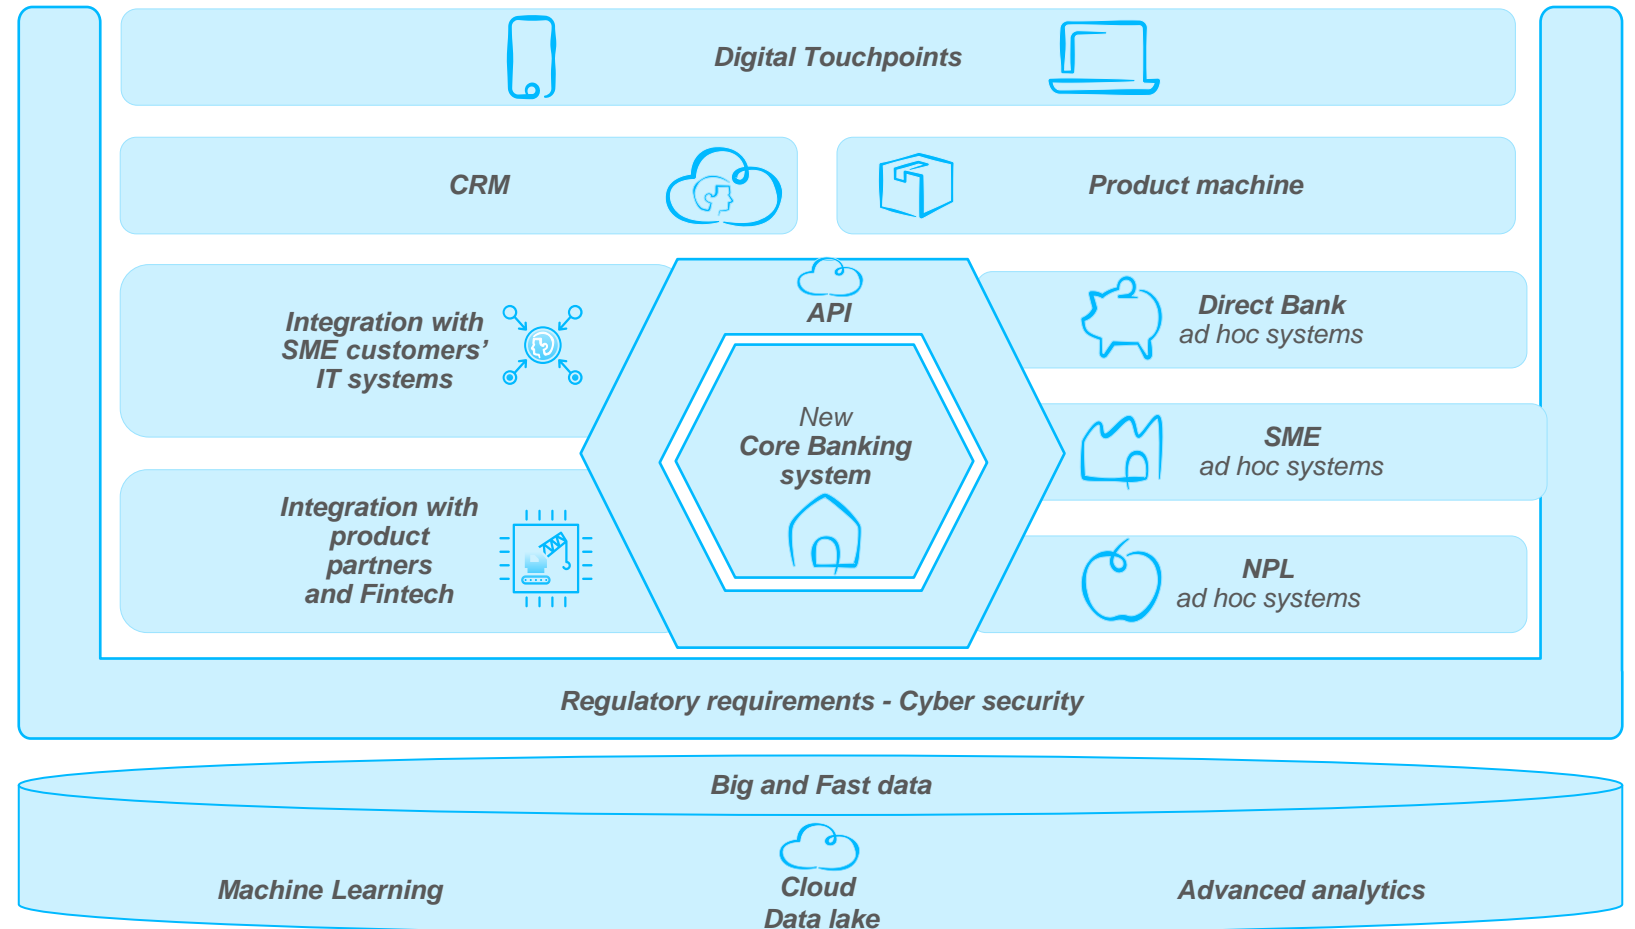 Digital Touchpoints
CRM
Product machine
API
Integration with
SME customers’
IT systems
Direct Bank
ad hoc systems
New
Core Banking
system
SME
ad hoc systems
Integration with
product
partners
and Fintech
NPL
ad hoc systems
Regulatory requirements - Cyber security
Big and Fast data
Machine Learning
Cloud
Data lake
Advanced analytics